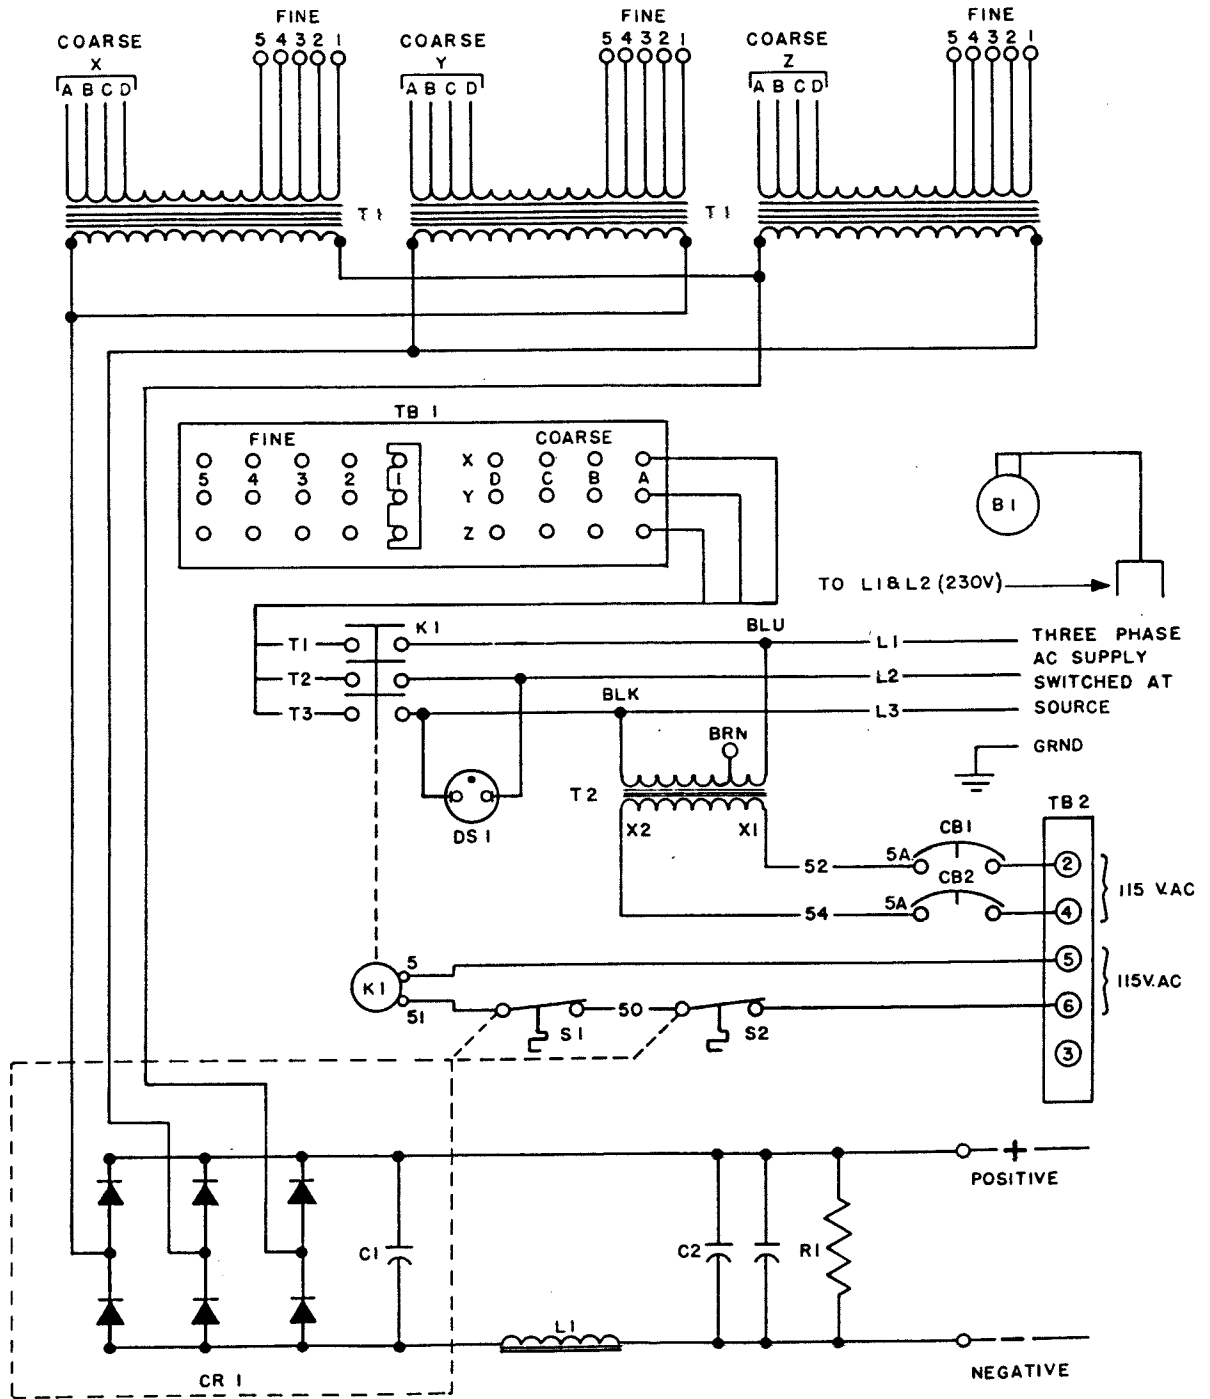 FINE
5 4 3 2 1
COARSE
X
A B C D
FINE
5 4 3 2 1
COARSE
Y
A B C D
FINE
5 4 3 2 1
COARSE
Z
A B C D
T1
T1
TB 1
FINE
COARSE
X
5 4 3 2 1
D C B A
Y
Z
B1
TO L1 & L2 (230V)
K1
BLU
T1
L1
THREE PHASE
AC SUPPLY
T2
L2
SWITCHED AT
BLK
T3
L3
SOURCE
BRN
GRND
T2
TB 2
DS1
X2
X1
CB1
52
5A
2
CB2
115 V.AC
54
5A
4
5
5
K1
115V.AC
51
50
6
S1
S2
3
+
POSITIVE
C1
C2
R1
L1
–
NEGATIVE
CR 1